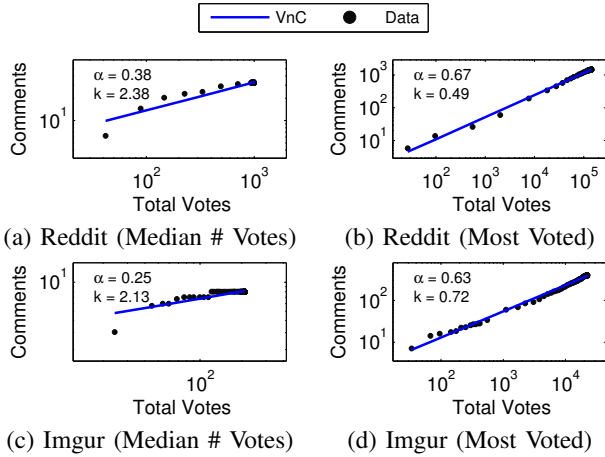 VnC Data
α = 0.38
k = 2.38
Comments
10^1
10^2 10^3
Total Votes
(a) Reddit (Median # Votes)
α = 0.67
k = 0.49
Comments
10^3
10^2
10^1
10^2 10^3 10^4 10^5
Total Votes
(b) Reddit (Most Voted)
α = 0.25
k = 2.13
Comments
10^1
10^2
Total Votes
(c) Imgur (Median # Votes)
α = 0.63
k = 0.72
Comments
10^2
10^1
10^2 10^3 10^4
Total Votes
(d) Imgur (Most Voted)